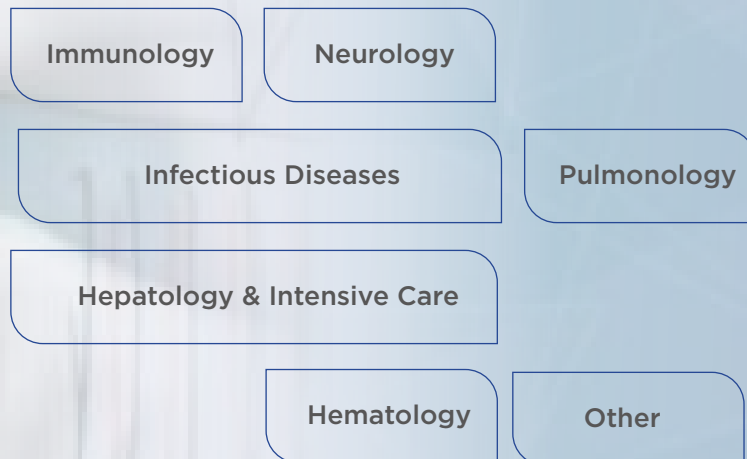 Immunology
Neurology
Infectious Diseases
Pulmonology
Hepatology & Intensive Care
Hematology
Other